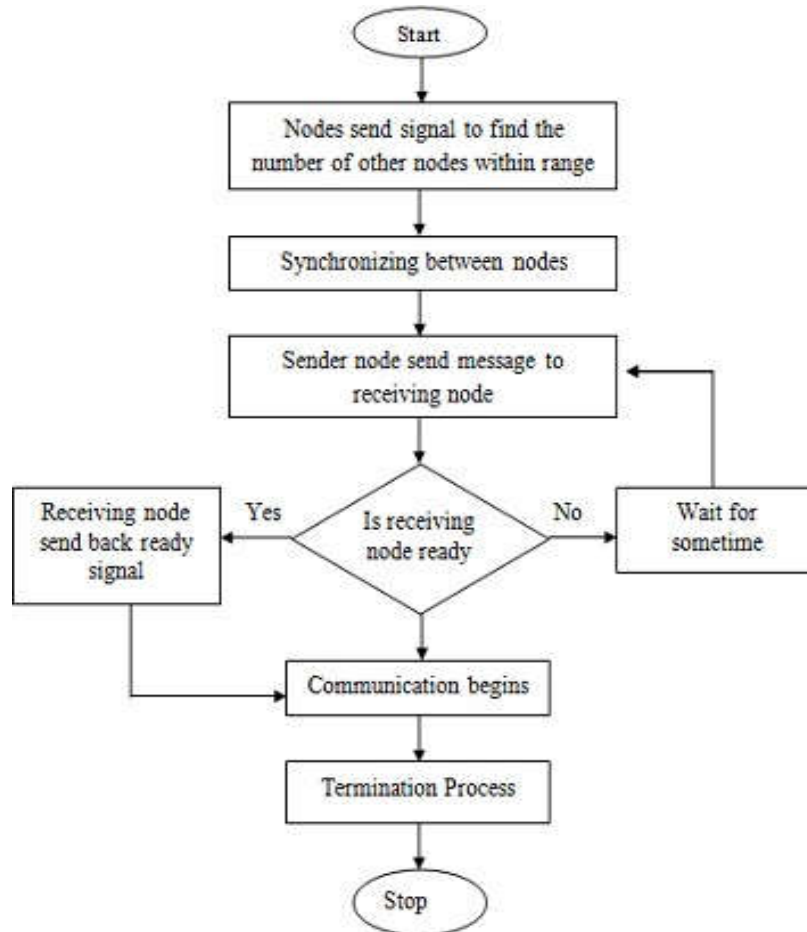 Start
Nodes send signal to find the
number of other nodes within range
Synchronizing between nodes
Sender node send message to
receiving node
Receiving node
send back ready
signal
Yes
Is receiving
node ready
No
Wait for
sometime
Communication begins
Termination Process
Stop